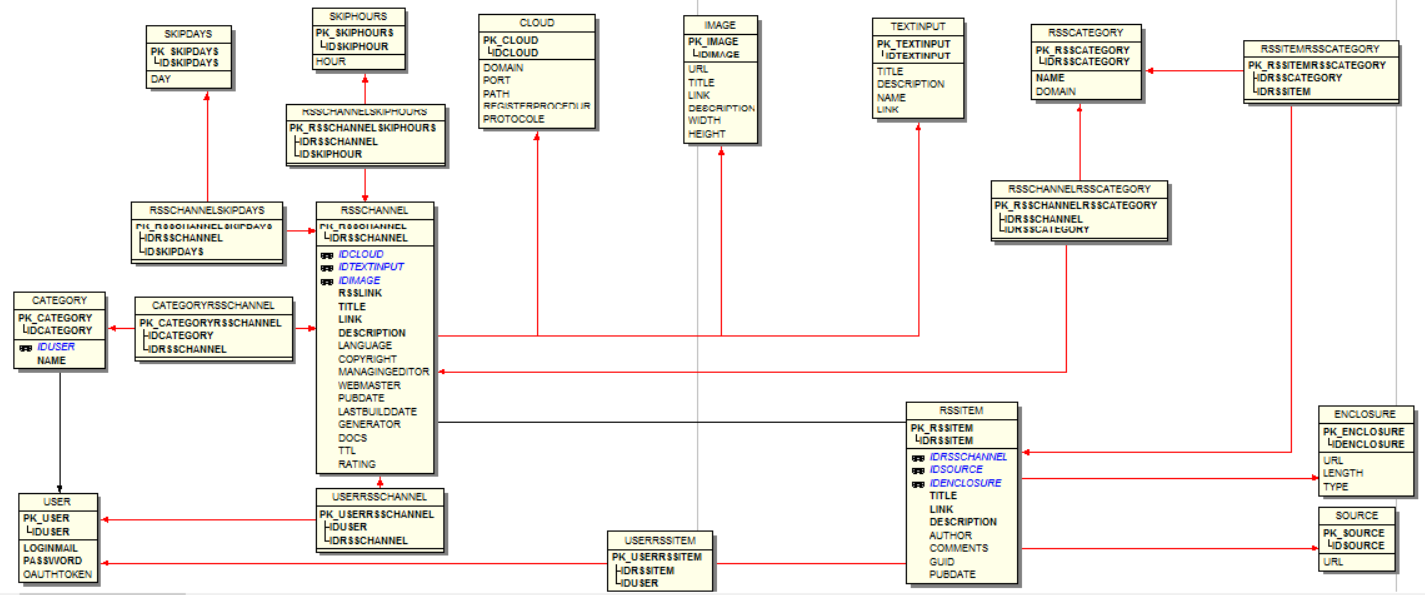 SKIPDAYS
PK_SKIPDAYS
IDSKIPDAYS
DAY
SKIPHOURS
PK_SKIPHOURS
IDSKIPHOUR
HOUR
CLOUD
PK_CLOUD
IDCLOUD
DOMAIN
PORT
PATH
REGISTERPROCEDUR
PROTOCOLE
IMAGE
PK_IMAGE
IDIMAGE
URL
TITLE
LINK
DESCRIPTION
WIDTH
HEIGHT
TEXTINPUT
PK_TEXTINPUT
IDTEXTINPUT
TITLE
DESCRIPTION
NAME
LINK
RSSCATEGORY
PK_RSSCATEGORY
IDRSSCATEGORY
NAME
DOMAIN
RSSITEMRSSCATEGORY
PK_RSSITEMRSSCATEGORY
IDRSSCATEGORY
IDRSSITEM
RSSCHANNELSKIPHOURS
PK_RSSCHANNELSKIPHOURS
IDRSSCHANNEL
IDSKIPHOUR
RSSCHANNELRSSCATEGORY
PK_RSSCHANNELRSSCATEGORY
IDRSSCHANNEL
IDRSSCATEGORY
RSSCHANNELSKIPDAYS
PK_RSSCHANNELSKIPDAYS
IDRSSCHANNEL
IDSKIPDAYS
RSSCHANNEL
PK_RSSCHANNEL
IDRSSCHANNEL
IDCLOUD
IDTEXTINPUT
IDIMAGE
RSSLINK
TITLE
LINK
DESCRIPTION
LANGUAGE
COPYRIGHT
MANAGINGEDITOR
WEBMASTER
PUBDATE
LASTBUILDDATE
GENERATOR
DOCS
TTL
RATING
CATEGORY
PK_CATEGORY
IDCATEGORY
IDUSER
NAME
CATEGORYRSSCHANNEL
PK_CATEGORYRSSCHANNEL
IDCATEGORY
IDRSSCHANNEL
RSSITEM
PK_RSSITEM
IDRSSITEM
IDRSSCHANNEL
IDSOURCE
IDENCLOSURE
TITLE
LINK
DESCRIPTION
AUTHOR
COMMENTS
GUID
PUBDATE
ENCLOSURE
PK_ENCLOSURE
IDENCLOSURE
URL
LENGTH
TYPE
USER
PK_USER
IDUSER
LOGINMAIL
PASSWORD
OAUTHTOKEN
USERRSSCHANNEL
PK_USERRSSCHANNEL
IDUSER
IDRSSCHANNEL
USERRSSITEM
PK_USERRSSITEM
IDRSSITEM
IDUSER
SOURCE
PK_SOURCE
IDSOURCE
URL